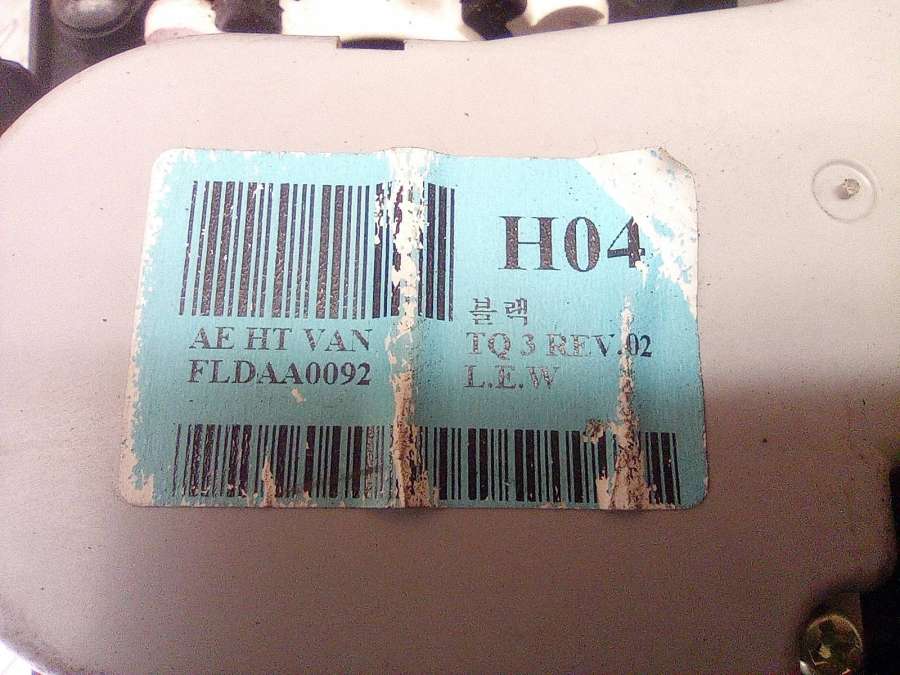 H04
블랙
AE HT VAN
FLDAA0092
TQ 3 REV.02
L.E.W